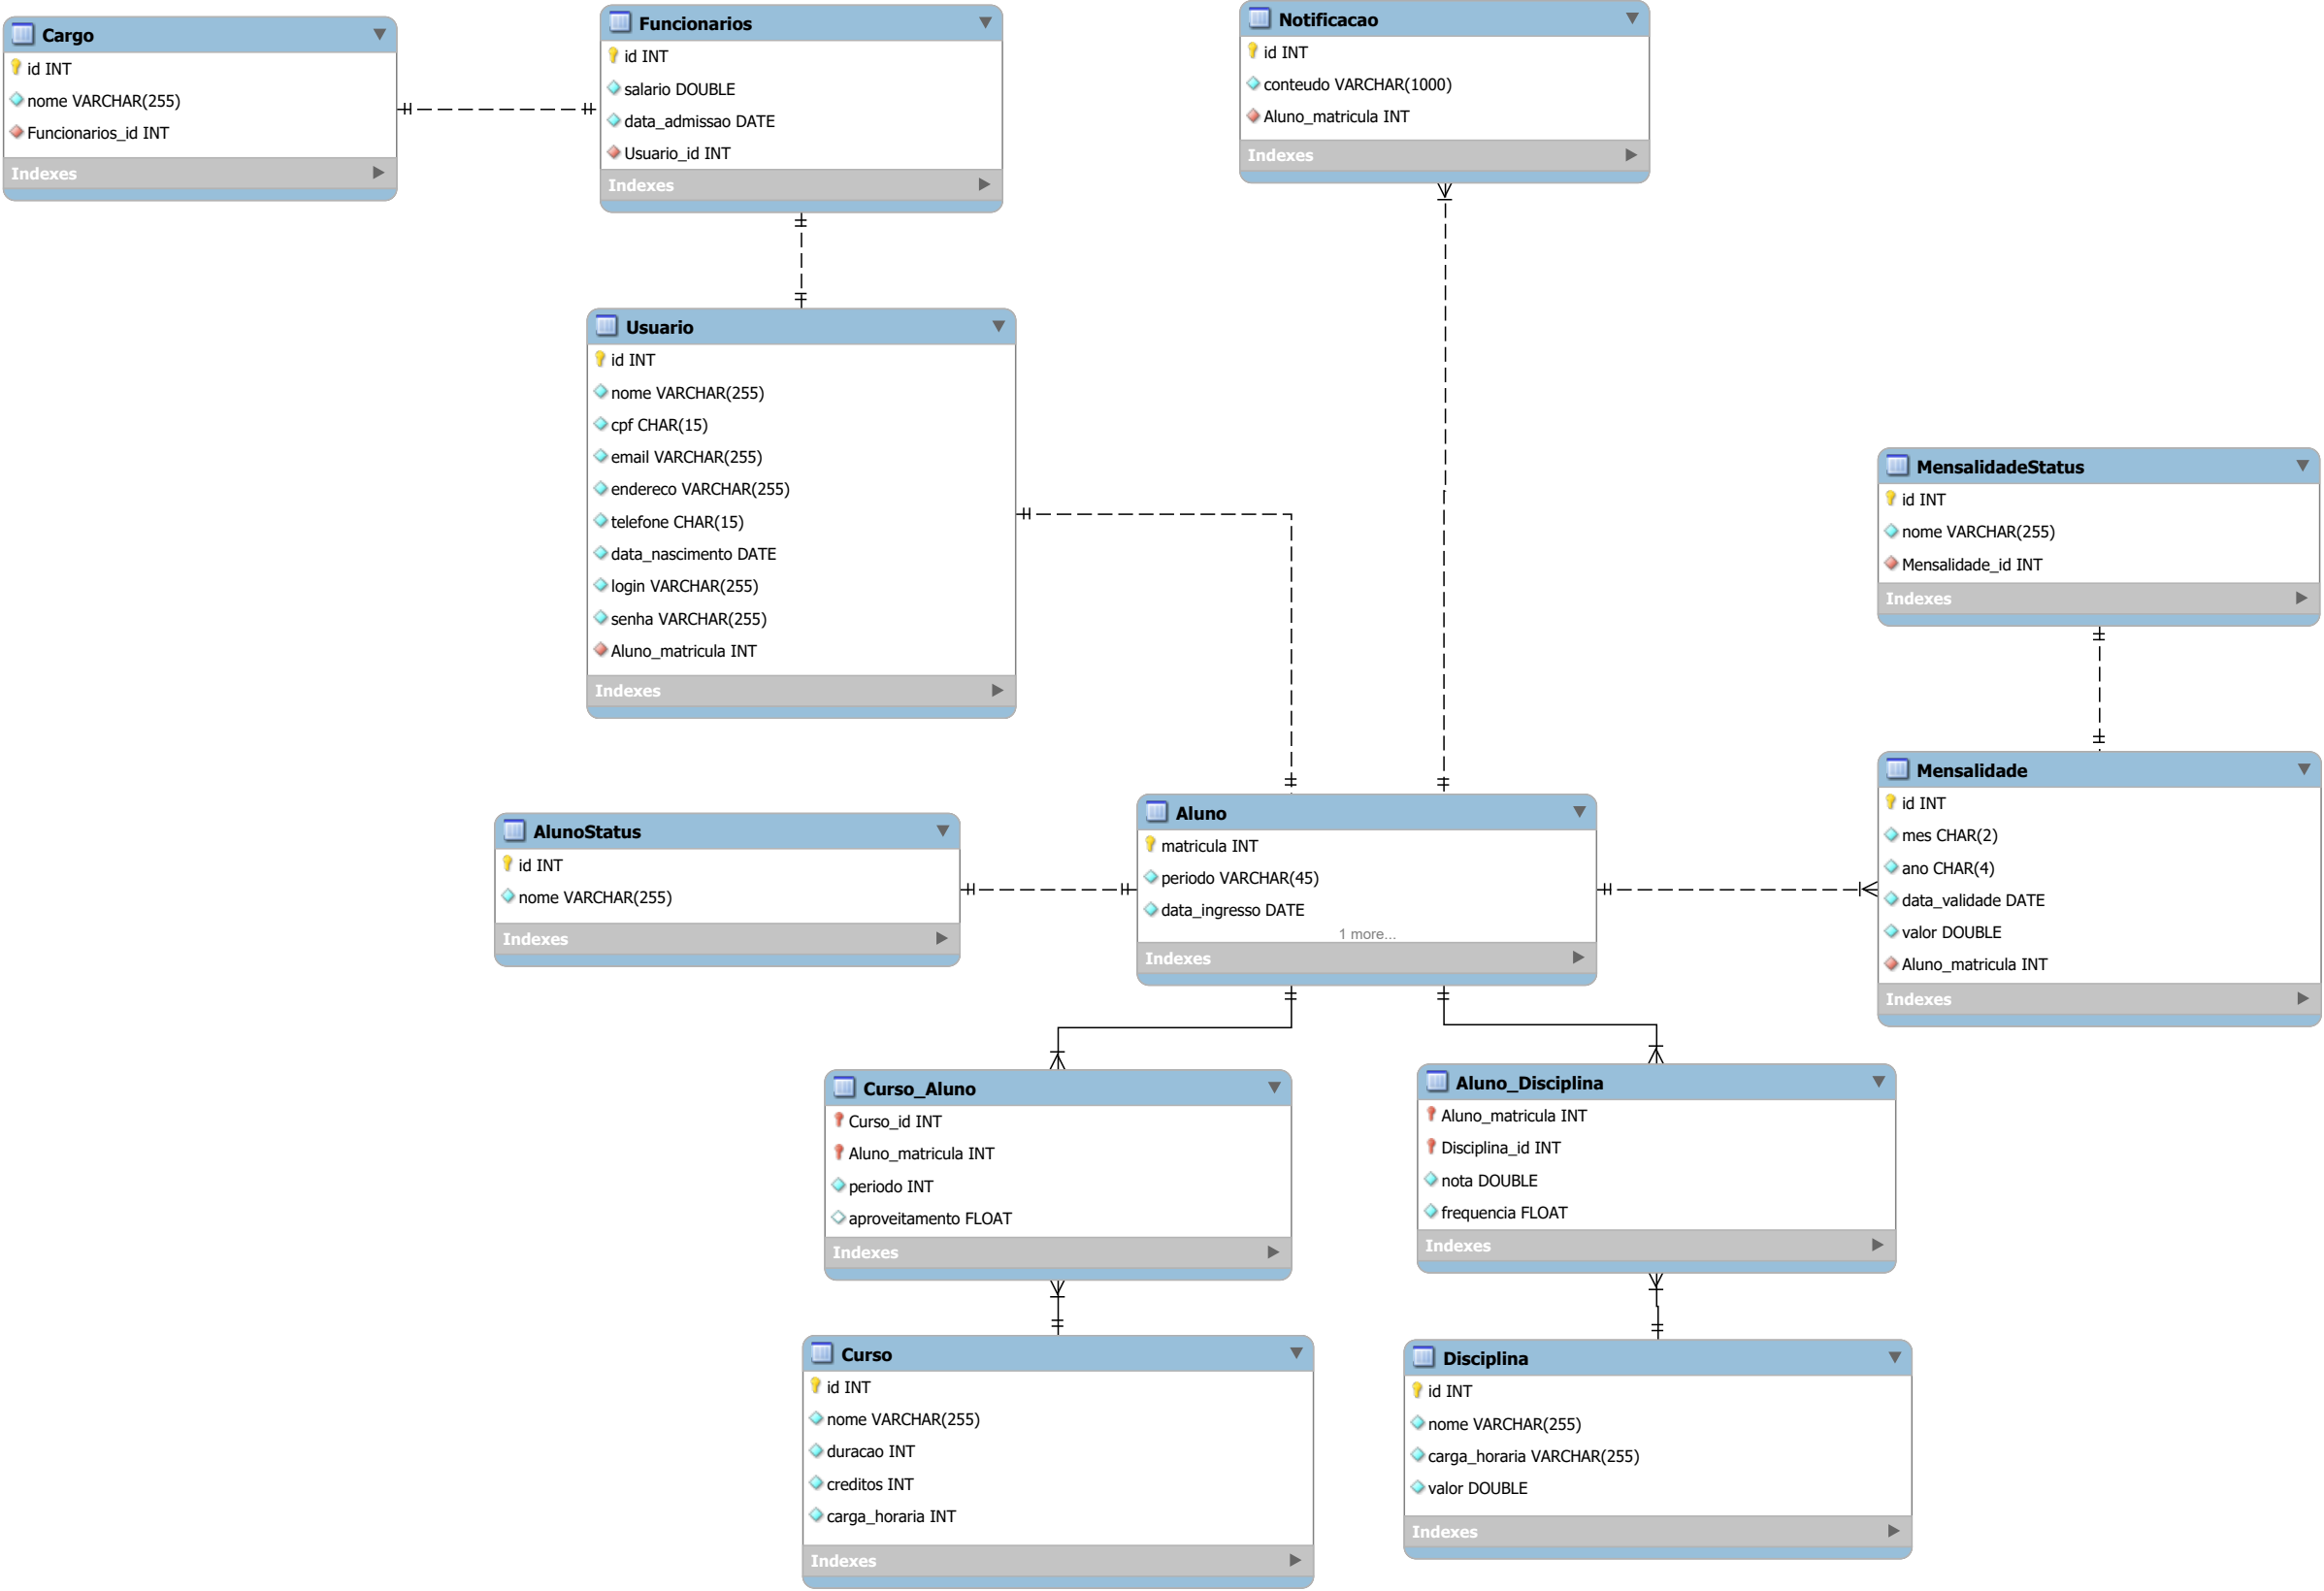 Cargo
id INT
nome VARCHAR(255)
Funcionarios_id INT
Indexes
Funcionarios
id INT
salario DOUBLE
data_admissao DATE
Usuario_id INT
Indexes
Notificacao
id INT
conteudo VARCHAR(1000)
Aluno_matricula INT
Indexes
Usuario
id INT
nome VARCHAR(255)
cpf CHAR(15)
email VARCHAR(255)
endereco VARCHAR(255)
telefone CHAR(15)
data_nascimento DATE
login VARCHAR(255)
senha VARCHAR(255)
Aluno_matricula INT
Indexes
MensalidadeStatus
id INT
nome VARCHAR(255)
Mensalidade_id INT
Indexes
AlunoStatus
id INT
nome VARCHAR(255)
Indexes
Aluno
matricula INT
periodo VARCHAR(45)
data_ingresso DATE
1 more...
Indexes
Mensalidade
id INT
mes CHAR(2)
ano CHAR(4)
data_validade DATE
valor DOUBLE
Aluno_matricula INT
Indexes
Curso_Aluno
Curso_id INT
Aluno_matricula INT
periodo INT
aproveitamento FLOAT
Indexes
Aluno_Disciplina
Aluno_matricula INT
Disciplina_id INT
nota DOUBLE
frequencia FLOAT
Indexes
Curso
id INT
nome VARCHAR(255)
duracao INT
creditos INT
carga_horaria INT
Indexes
Disciplina
id INT
nome VARCHAR(255)
carga_horaria VARCHAR(255)
valor DOUBLE
Indexes